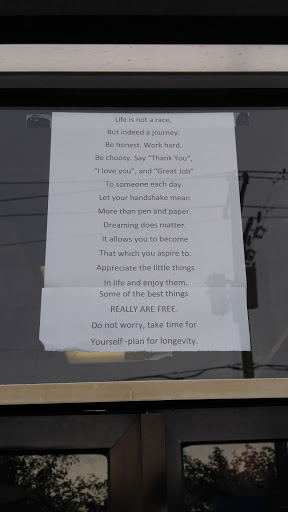 Life is not a race,
But indeed a journey.
Be honest. Work hard.
Be choosy. Say "Thank You",
"I love you", and "Great Job"
To someone each day.
Let your handshake mean
More than pen and paper.
Dreaming does matter.
It allows you to become
That which you aspire to.
Appreciate the little things
In life and enjoy them.
Some of the best things
REALLY ARE FREE.
Do not worry, take time for
Yourself -plan for longevity.